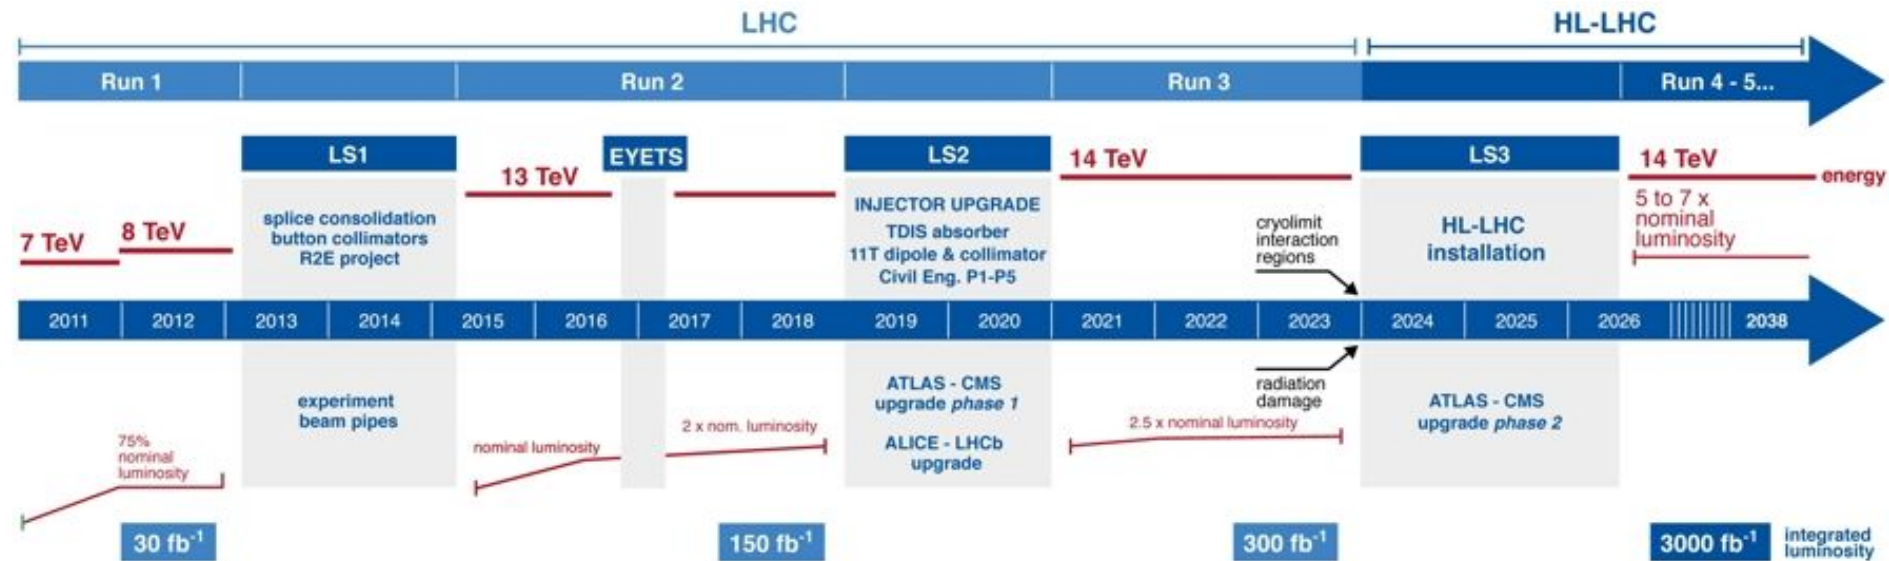 LHC
HL-LHC
Run 1
Run 2
Run 3
Run 4 - 5...
LS1
EYETS
LS2
LS3
7 TeV
8 TeV
13 TeV
14 TeV
14 TeV
energy
splice consolidation
button collimators
R2E project
INJECTOR UPGRADE
TDIS absorber
11T dipole & collimator
Civil Eng. P1-P5
cryolimit
interaction
regions
HL-LHC
installation
5 to 7 x
nominal
luminosity
2011
2012
2013
2014
2015
2016
2017
2018
2019
2020
2021
2022
2023
2024
2025
2026
2038
75%
nominal
luminosity
experiment
beam pipes
nominal luminosity
2 x nom. luminosity
ATLAS - CMS
upgrade phase 1
ALICE - LHCb
upgrade
2.5 x nominal luminosity
radiation
damage
ATLAS - CMS
upgrade phase 2
30 fb⁻¹
150 fb⁻¹
300 fb⁻¹
3000 fb⁻¹
integrated
luminosity